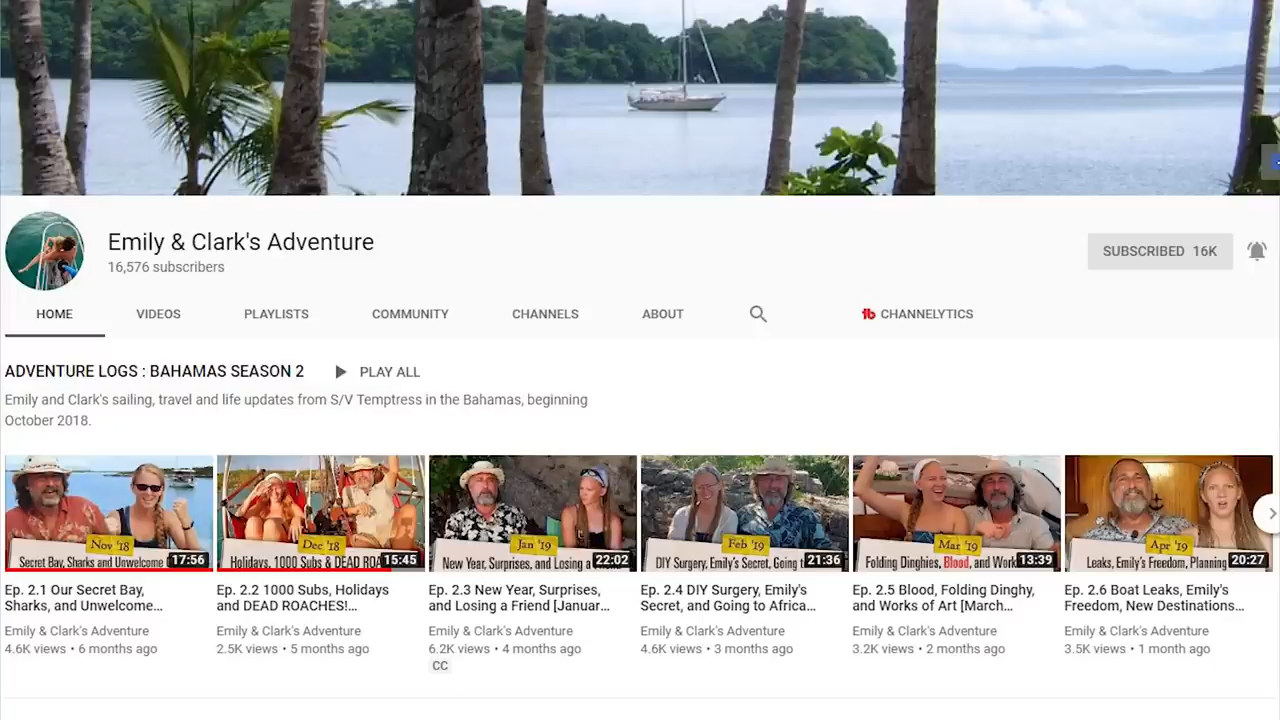 Emily & Clark's Adventure
16,576 subscribers
SUBSCRIBED 16K
HOME VIDEOS PLAYLISTS COMMUNITY CHANNELS ABOUT CHANNELYTICS
ADVENTURE LOGS : BAHAMAS SEASON 2 PLAY ALL
Emily and Clark's sailing, travel and life updates from S/V Temptress in the Bahamas, beginning
October 2018.
Nov '18
Secret Bay, Sharks and Unwelcome
17:56
Ep. 2.1 Our Secret Bay,
Sharks, and Unwelcome…
Emily & Clark's Adventure
4.6K views • 6 months ago
Dec '18
Holidays, 1000 Subs & DEAD ROA
15:45
Ep. 2.2 1000 Subs, Holidays
and DEAD ROACHES!…
Emily & Clark's Adventure
2.5K views • 5 months ago
Jan '19
New Year, Surprises, and Losing a
22:02
Ep. 2.3 New Year, Surprises,
and Losing a Friend [Januar…
Emily & Clark's Adventure
6.2K views • 4 months ago
CC
Feb '19
DIY Surgery, Emily's Secret, Going t
21:36
Ep. 2.4 DIY Surgery, Emily's
Secret, and Going to Africa…
Emily & Clark's Adventure
4.6K views • 3 months ago
Mar '19
Folding Dinghies, Blood, and Work
13:39
Ep. 2.5 Blood, Folding Dinghy,
and Works of Art [March…
Emily & Clark's Adventure
3.2K views • 2 months ago
Apr '19
Leaks, Emily's Freedom, Planning
20:27
Ep. 2.6 Boat Leaks, Emily's
Freedom, New Destinations…
Emily & Clark's Adventure
3.5K views • 1 month ago